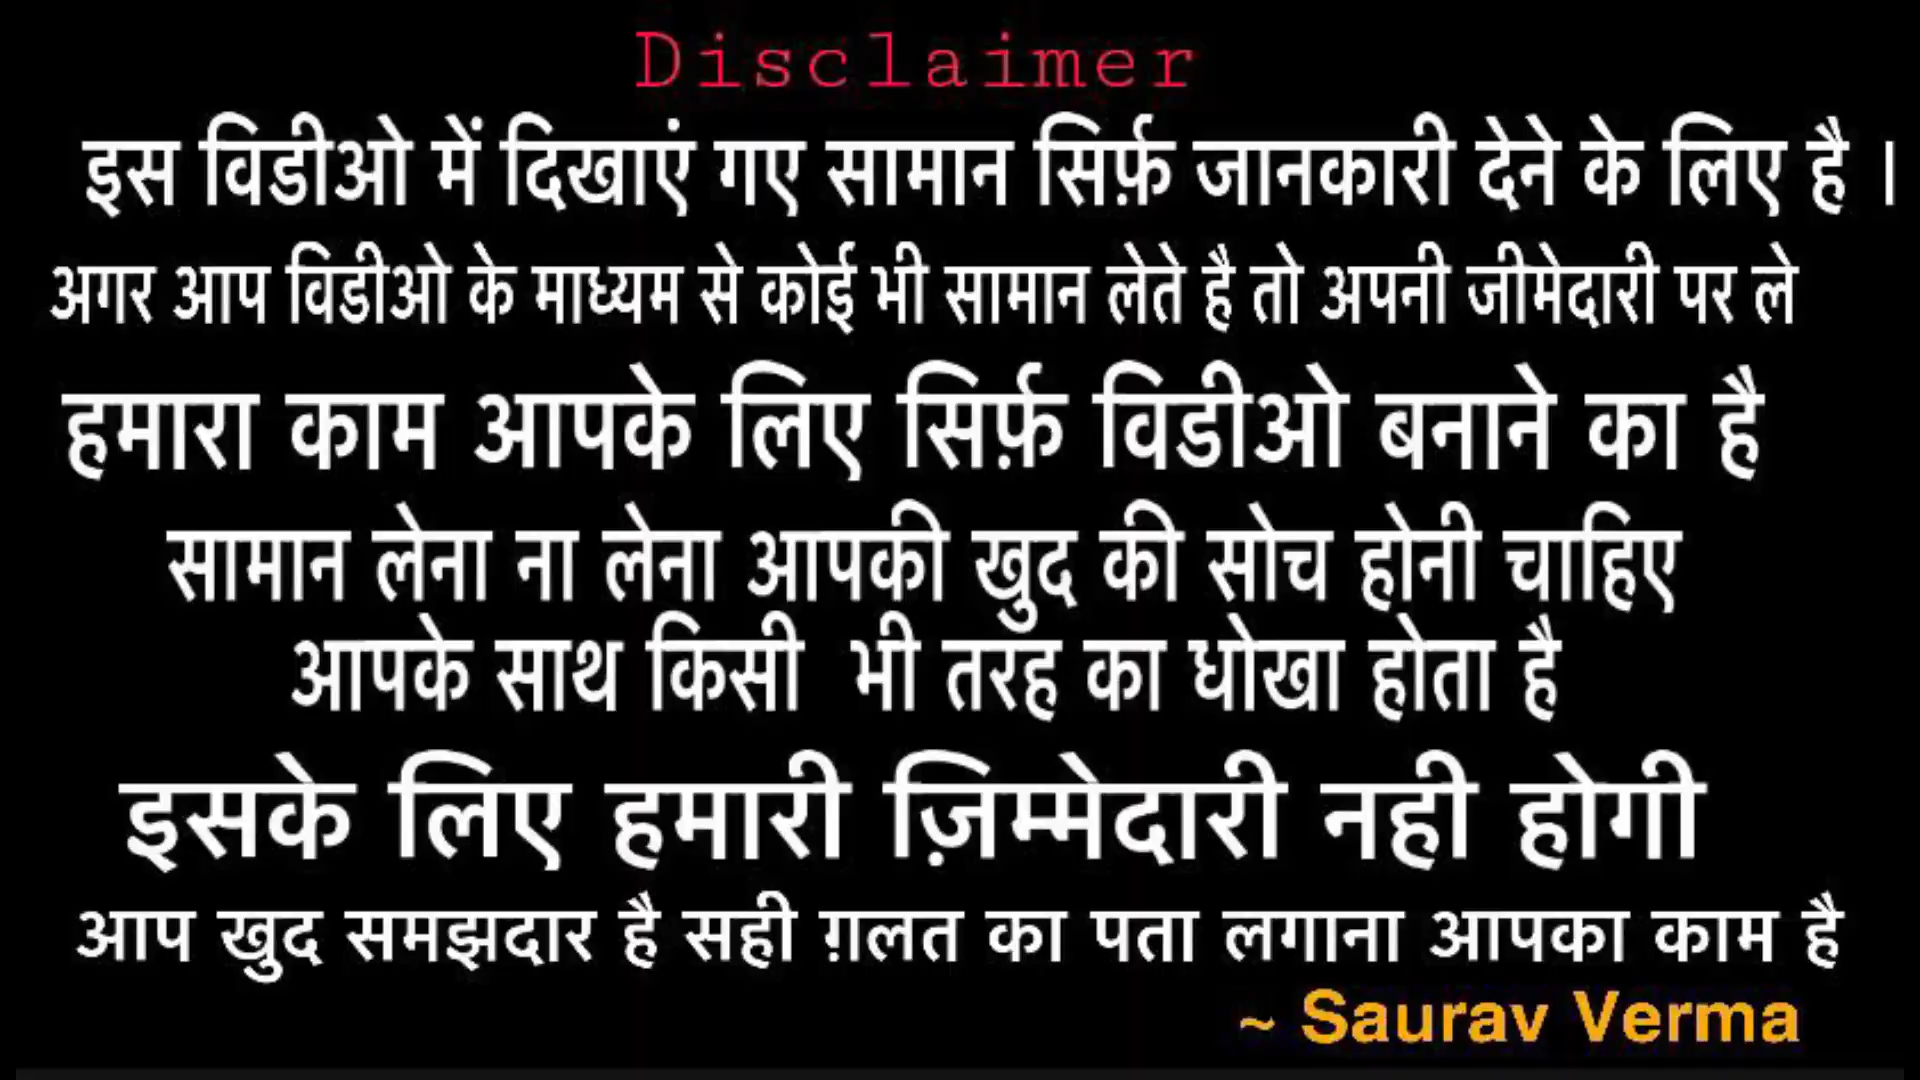 Disclaimer
इस विडीओ में दिखाएं गए सामान सिर्फ़ जानकारी देने के लिए है ।
अगर आप विडीओ के माध्यम से कोई भी सामान लेते है तो अपनी जीमेदारी पर ले
हमारा काम आपके लिए सिर्फ़ विडीओ बनाने का है
सामान लेना ना लेना आपकी खुद की सोच होनी चाहिए
आपके साथ किसी भी तरह का धोखा होता है
इसके लिए हमारी ज़िम्मेदारी नही होगी
आप खुद समझदार है सही ग़लत का पता लगाना आपका काम है
~ Saurav Verma